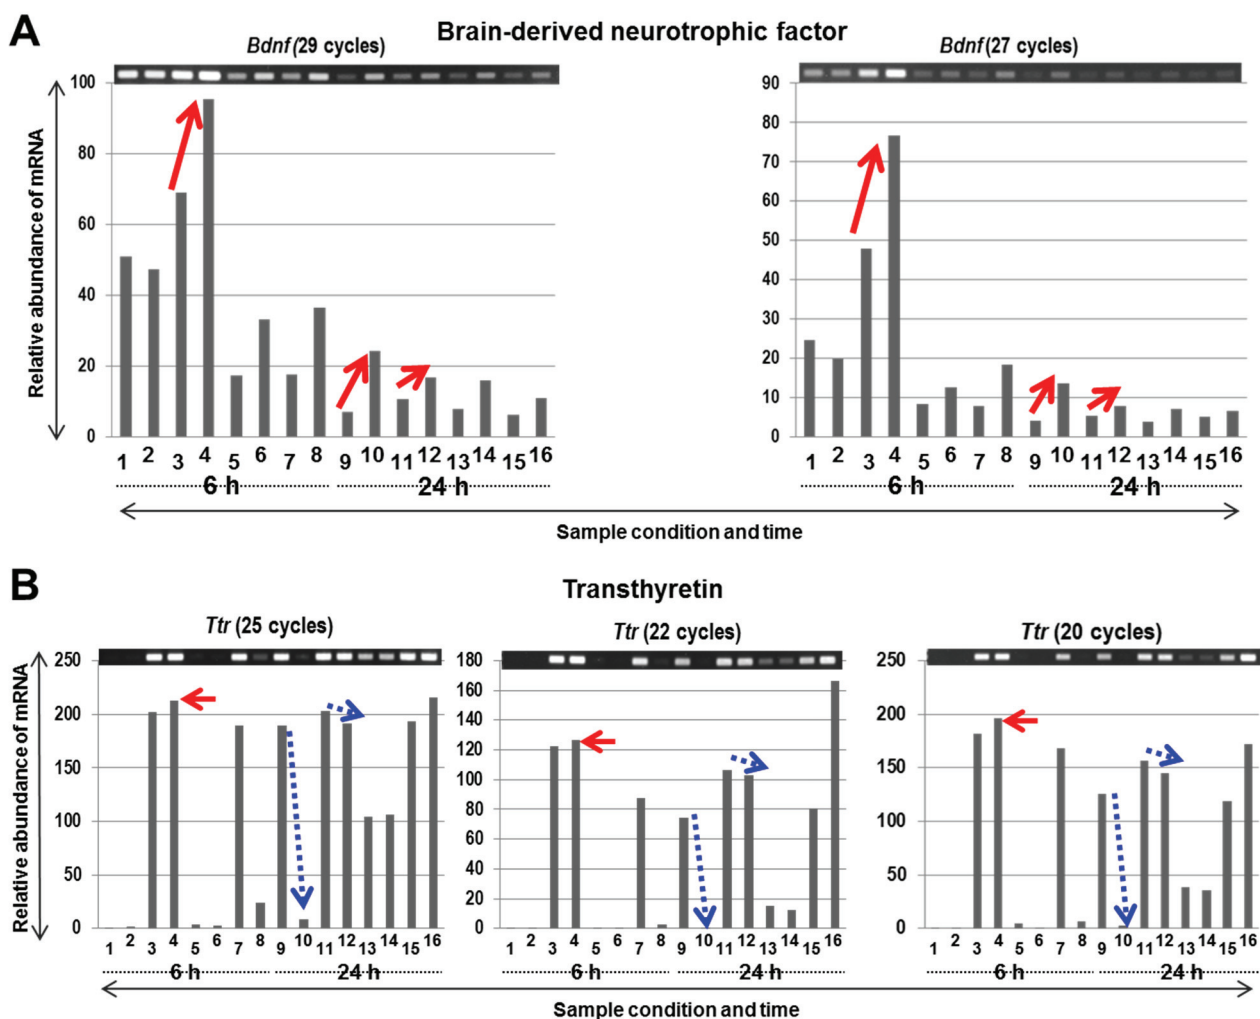 A
Brain-derived neurotrophic factor
Bdnf (29 cycles)
Bdnf (27 cycles)
Relative abundance of mRNA
100
80
60
40
20
0
1 2 3 4 5 6 7 8 9 10 11 12 13 14 15 16
6 h 24 h
90
80
70
60
50
40
30
20
10
0
1 2 3 4 5 6 7 8 9 10 11 12 13 14 15 16
6 h 24 h
Sample condition and time
B
Transthyretin
Ttr (25 cycles)
Ttr (22 cycles)
Ttr (20 cycles)
Relative abundance of mRNA
250
200
150
100
50
0
1 2 3 4 5 6 7 8 9 10 11 12 13 14 15 16
6 h 24 h
180
160
140
120
100
80
60
40
20
0
1 2 3 4 5 6 7 8 9 10 11 12 13 14 15 16
6 h 24 h
250
200
150
100
50
0
1 2 3 4 5 6 7 8 9 10 11 12 13 14 15 16
6 h 24 h
Sample condition and time